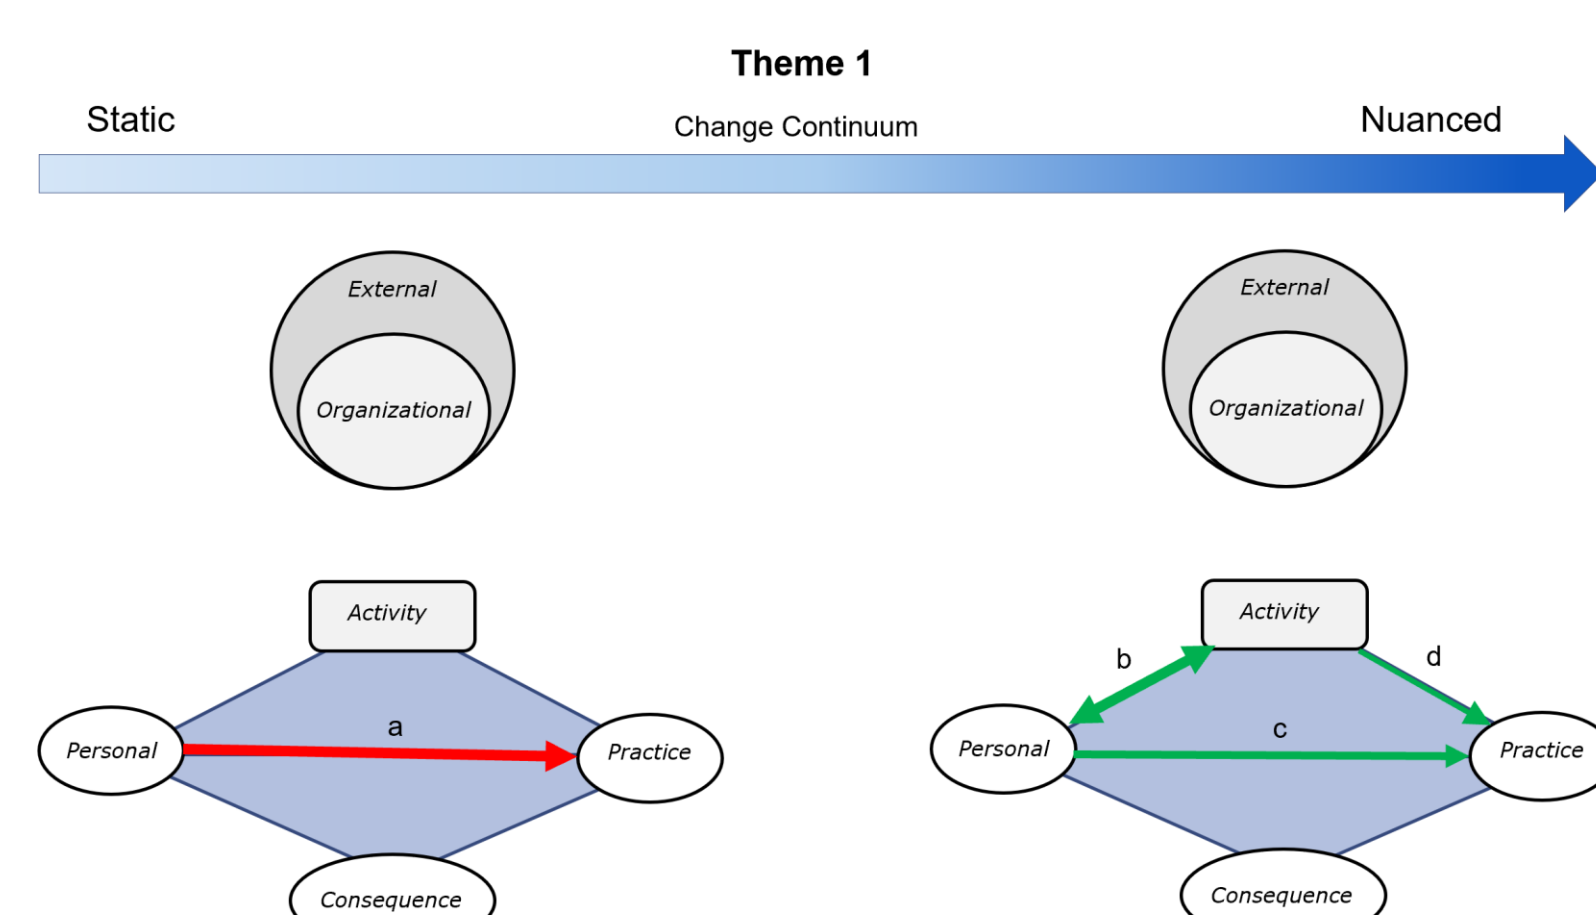 Theme 1
Static
Change Continuum
Nuanced
External
Organizational
External
Organizational
Activity
a
Personal
Practice
Consequence
Activity
b
d
c
Personal
Practice
Consequence